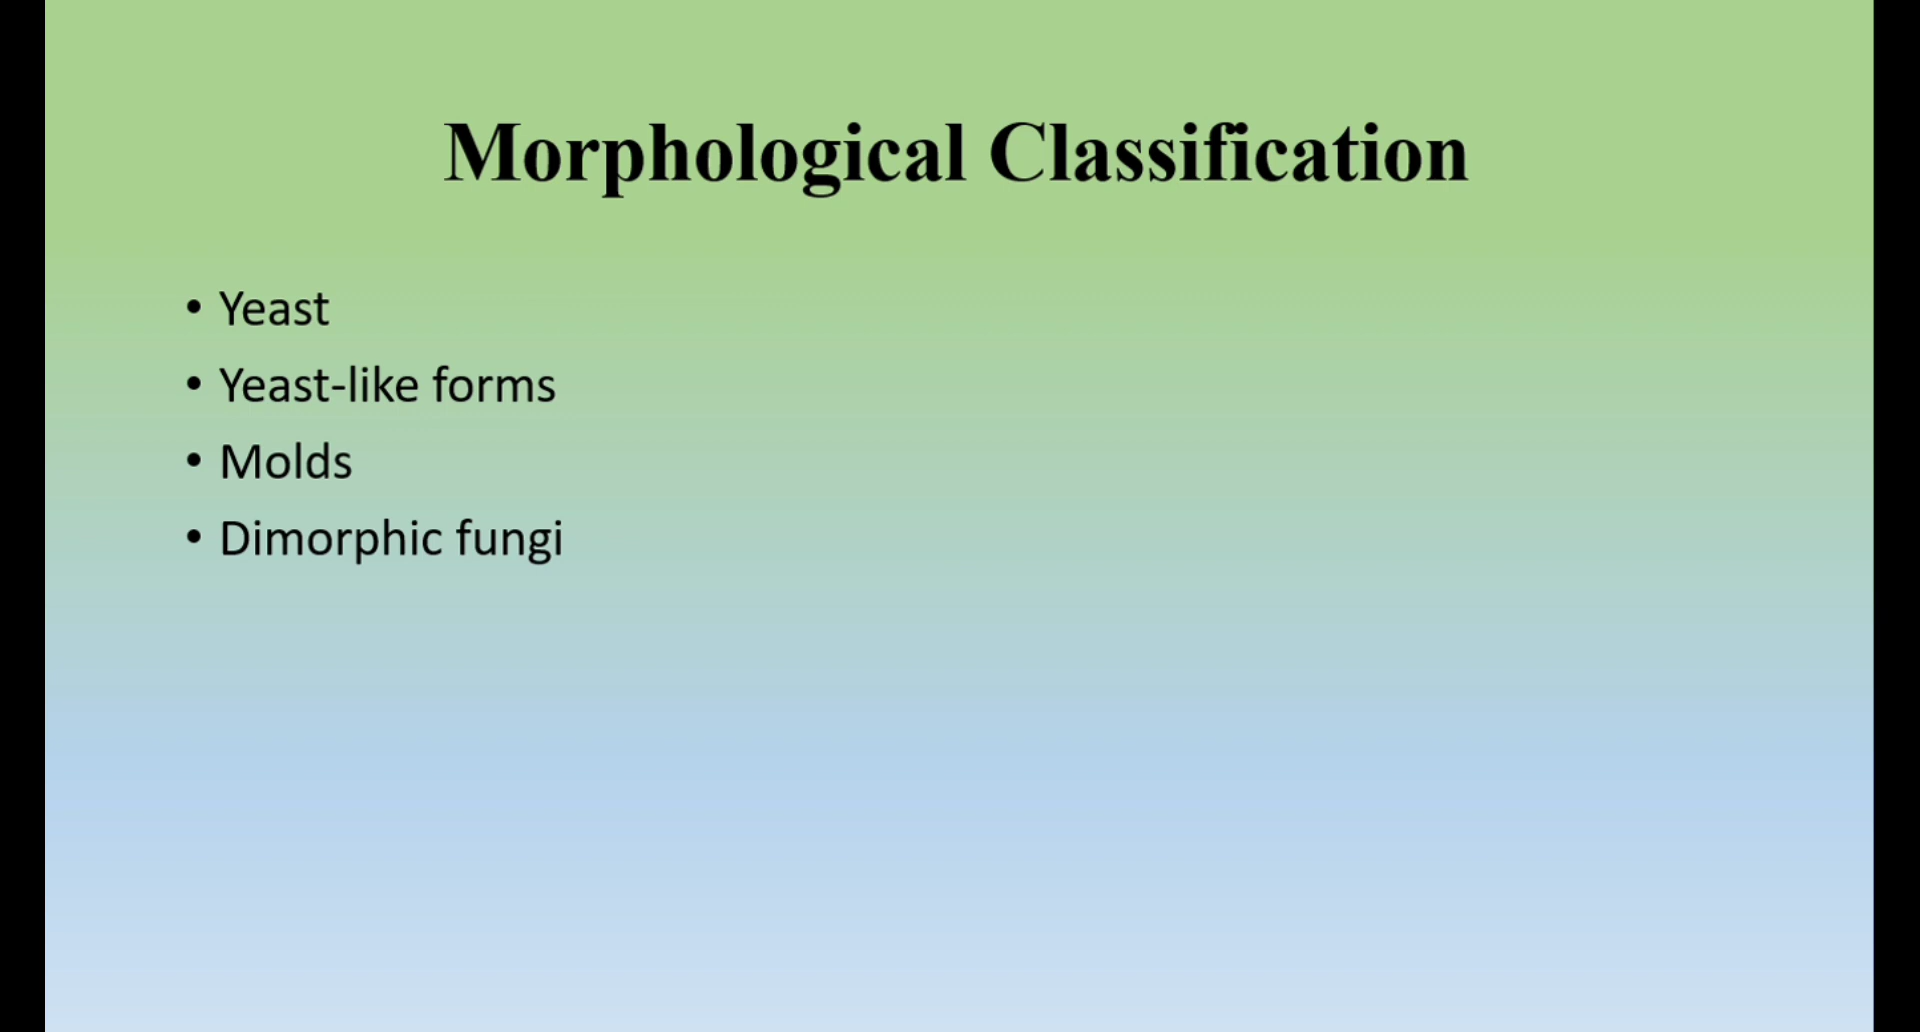 Morphological Classification
• Yeast
• Yeast-like forms
• Molds
• Dimorphic fungi